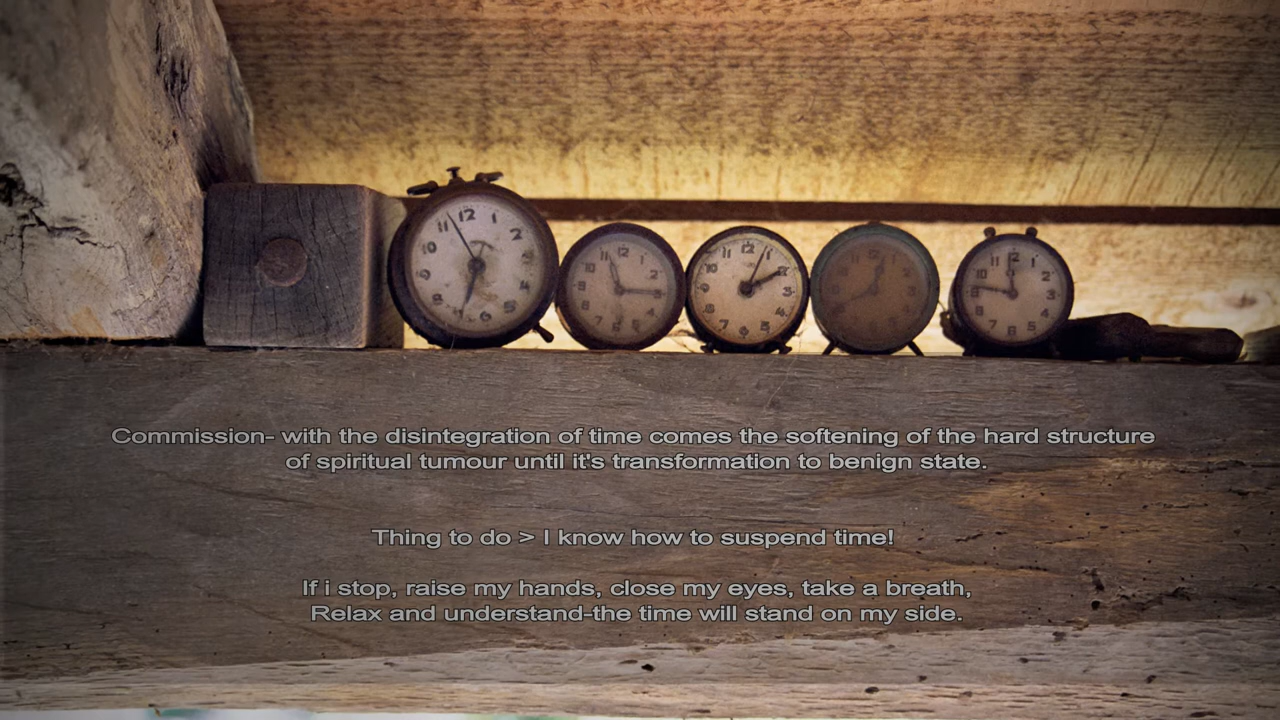 Commission- with the disintegration of time comes the softening of the hard structure
of spiritual tumour until it's transformation to benign state.
Thing to do > I know how to suspend time!
If i stop, raise my hands, close my eyes, take a breath,
Relax and understand-the time will stand on my side.